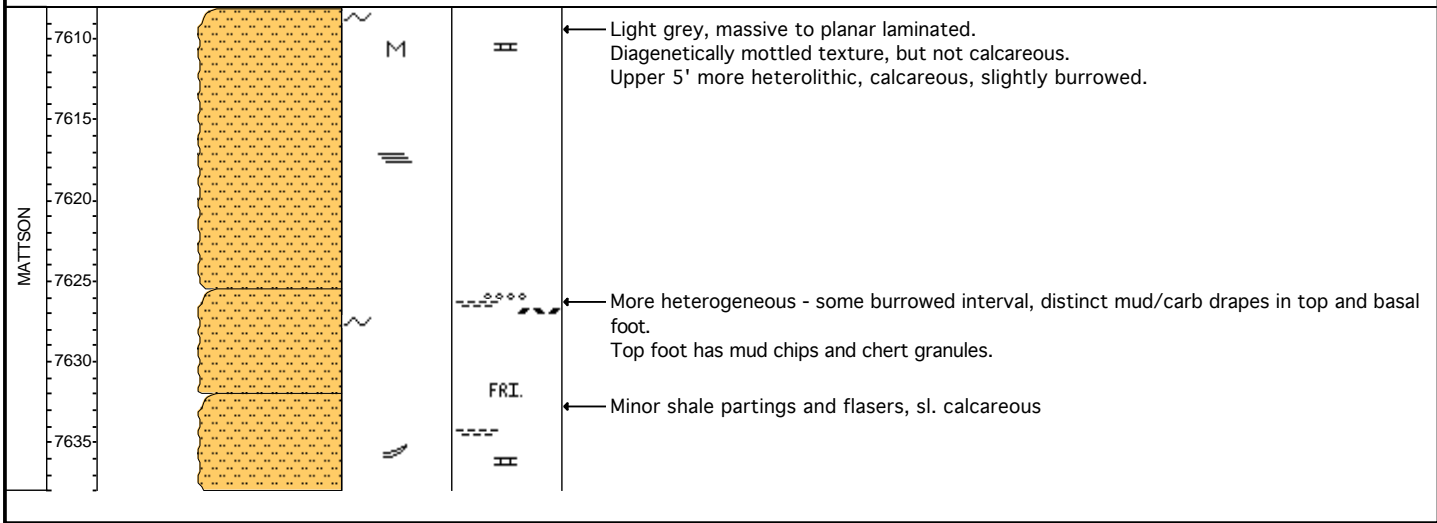 MATTSON
7610
7615
7620
7625
7630
7635
M
FRI.
Light grey, massive to planar laminated.
Diagenetically mottled texture, but not calcareous.
Upper 5' more heterolithic, calcareous, slightly burrowed.
More heterogeneous - some burrowed interval, distinct mud/carb drapes in top and basal
foot.
Top foot has mud chips and chert granules.
Minor shale partings and flasers, sl. calcareous